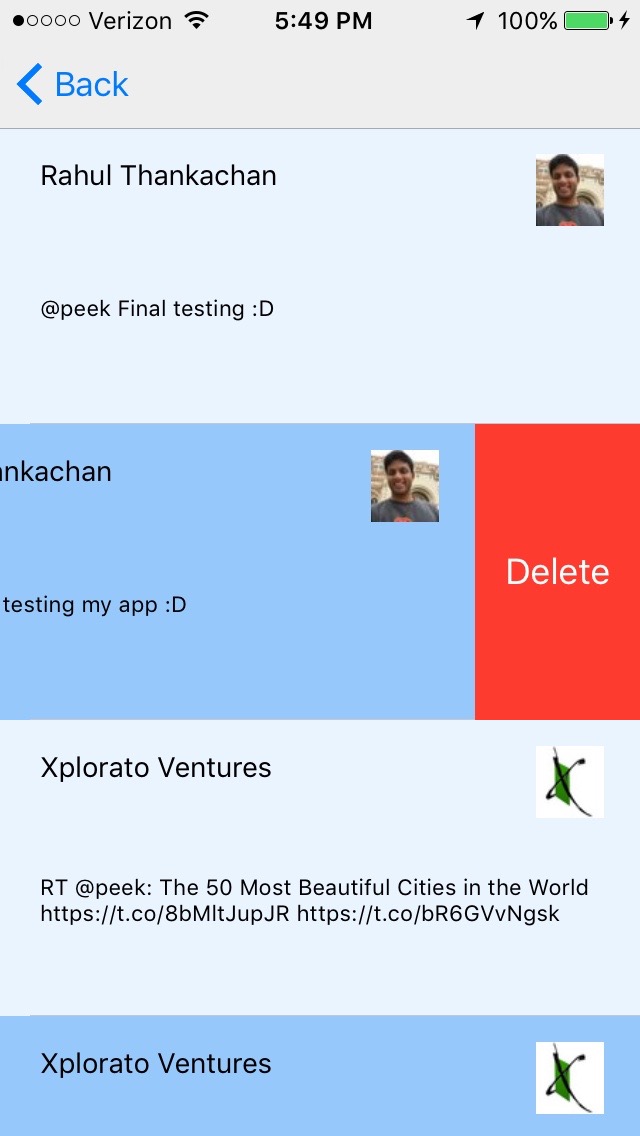 Verizon 5:49 PM 100%
Back
Rahul Thankachan
@peek Final testing :D
ankachan
testing my app :D
Delete
Xplorato Ventures
RT @peek: The 50 Most Beautiful Cities in the World
https://t.co/8bMltJupJR https://t.co/bR6GVvNgsk
Xplorato Ventures